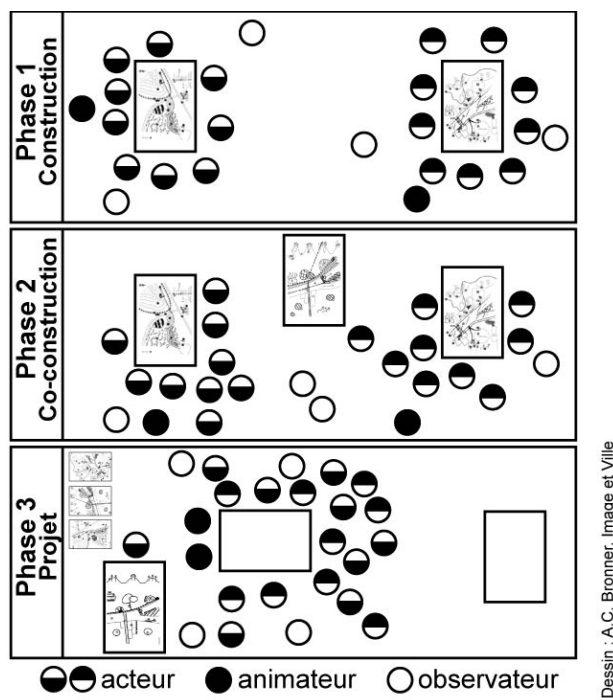 Phase 1
Construction
Phase 2
Co-construction
Phase 3
Projet
acteur
animateur
observateur
Dessin : A.C. Bronner, Image et Ville